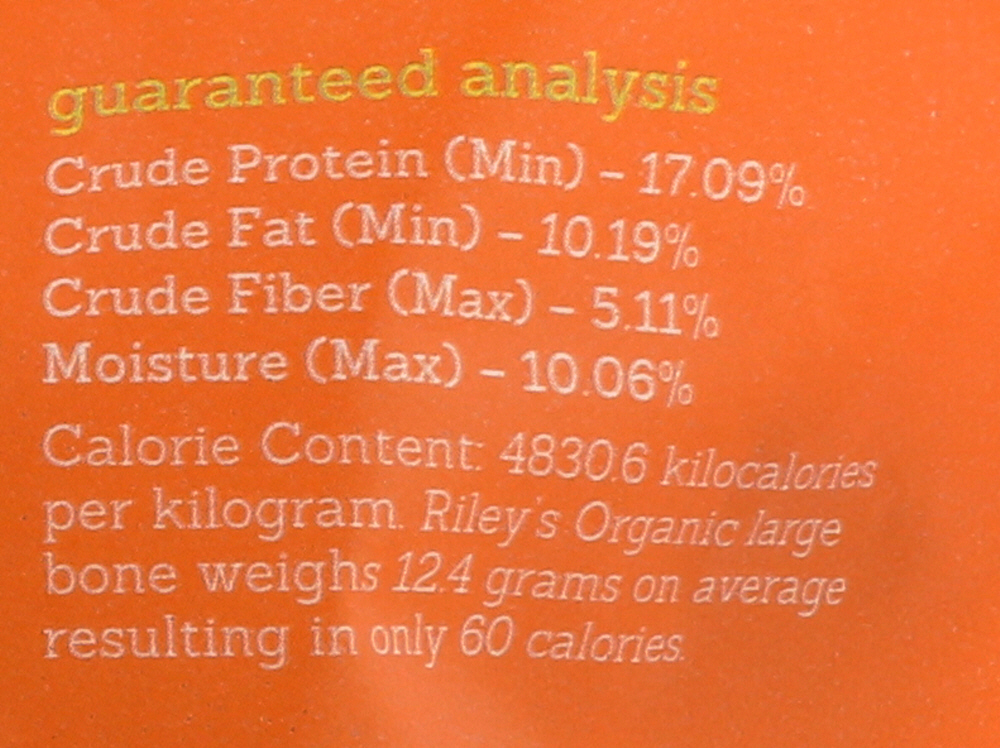 guaranteed analysis
Crude Protein (Min) – 17.09%
Crude Fat (Min) – 10.19%
Crude Fiber (Max) – 5.11%
Moisture (Max) – 10.06%
Calorie Content: 4830.6 kilocalories
per kilogram. Riley's Organic large
bone weighs 12.4 grams on average
resulting in only 60 calories.